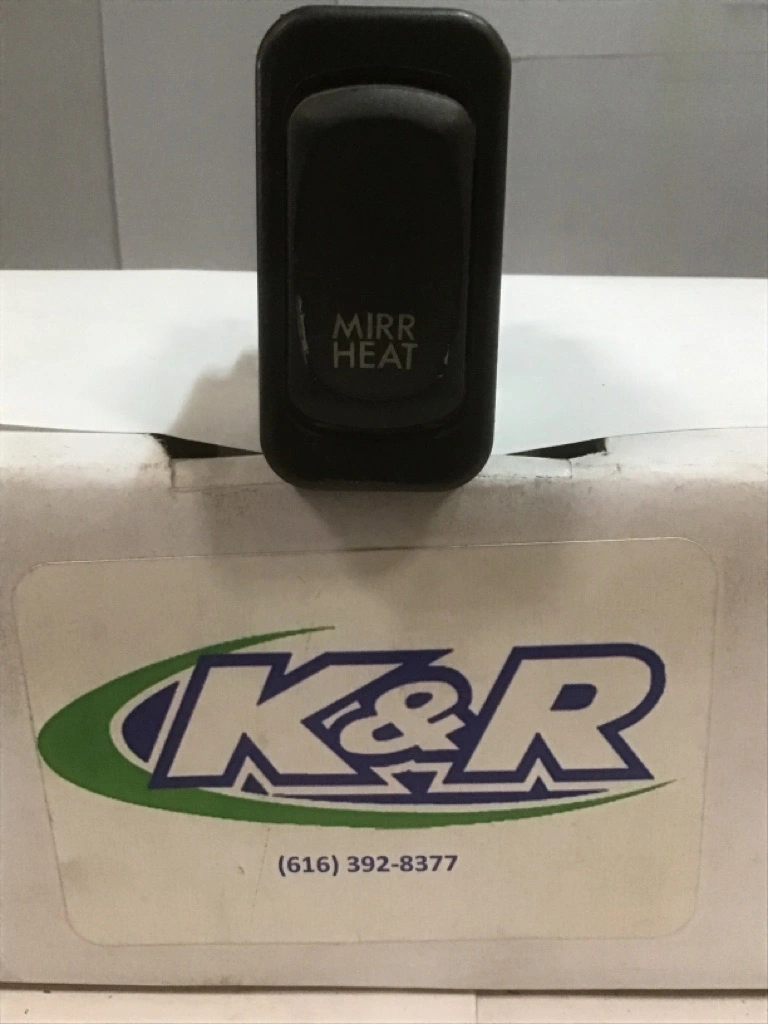 MIRR
HEAT
K&R
(616) 392-8377